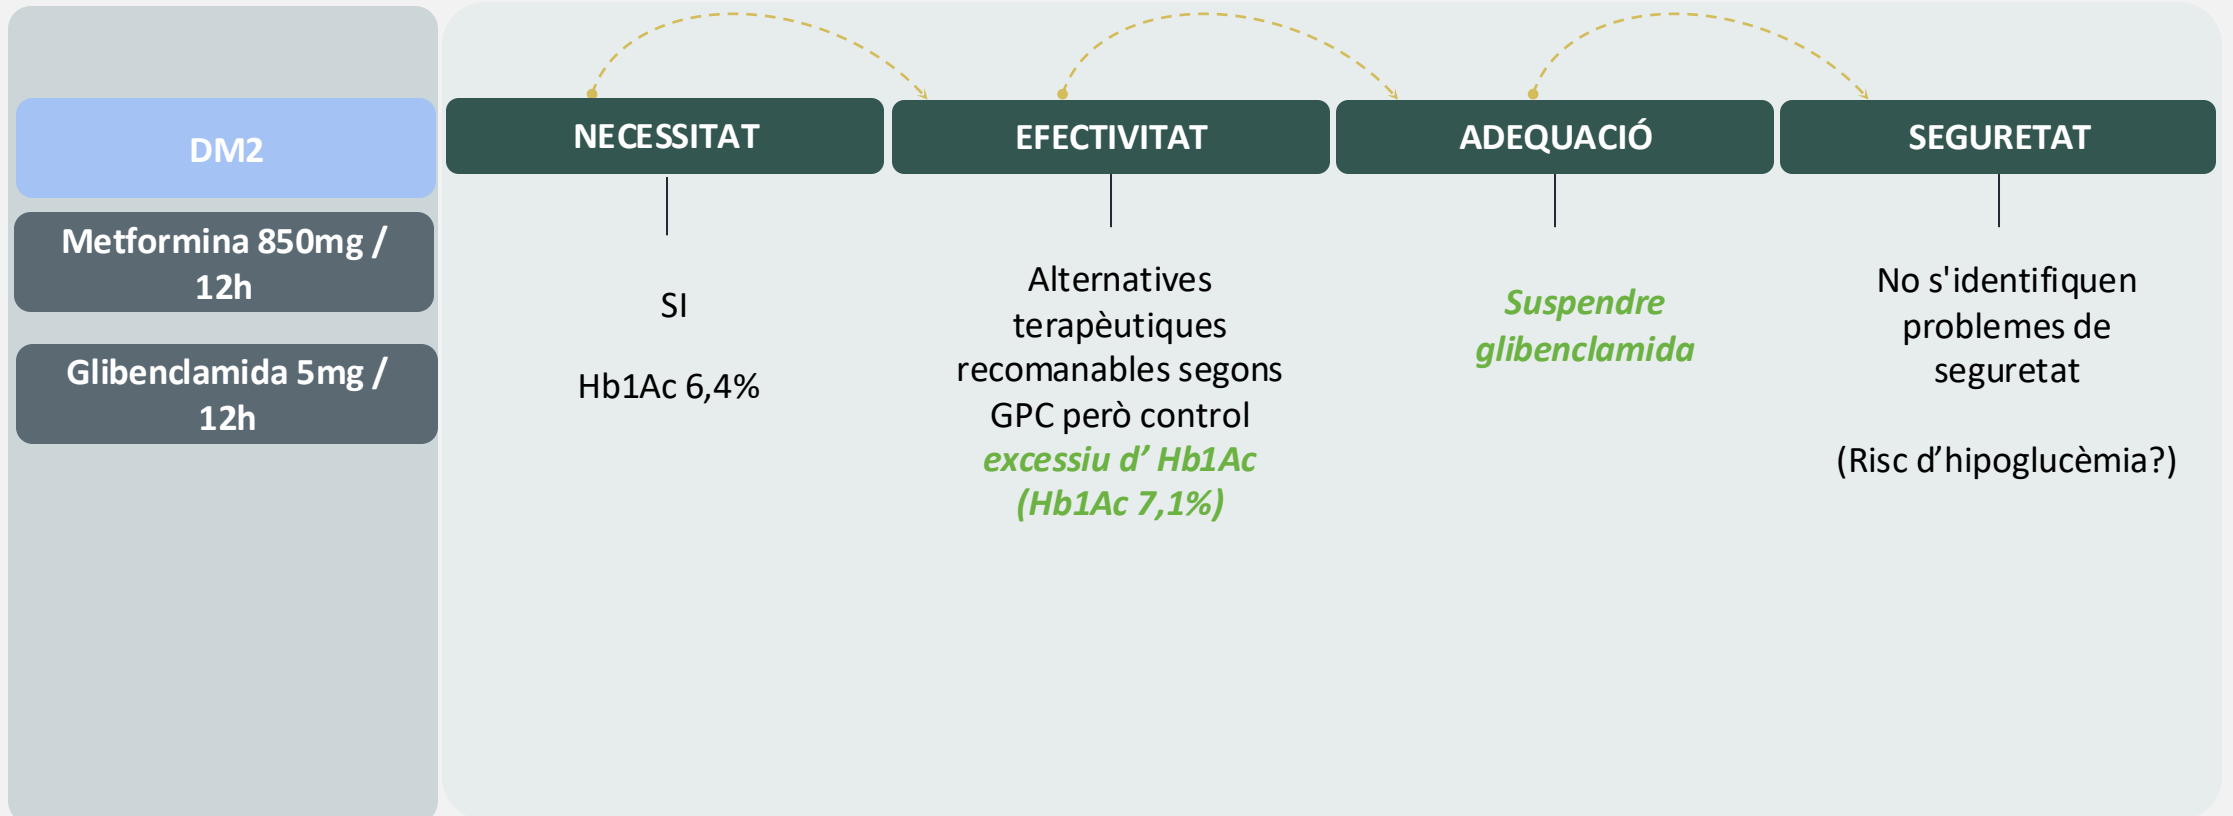 DM2
Metformina 850mg /
12h
Glibenclamida 5mg /
12h
NECESSITAT
SI
Hb1Ac 6,4%
EFECTIVITAT
Alternatives
terapèutiques
recomanables segons
GPC però control
excessiu d’ Hb1Ac
(Hb1Ac 7,1%)
ADEQUACIÓ
Suspendre
glibenclamida
SEGURETAT
No s'identifiquen
problemes de
seguretat
(Risc d’hipoglucèmia?)